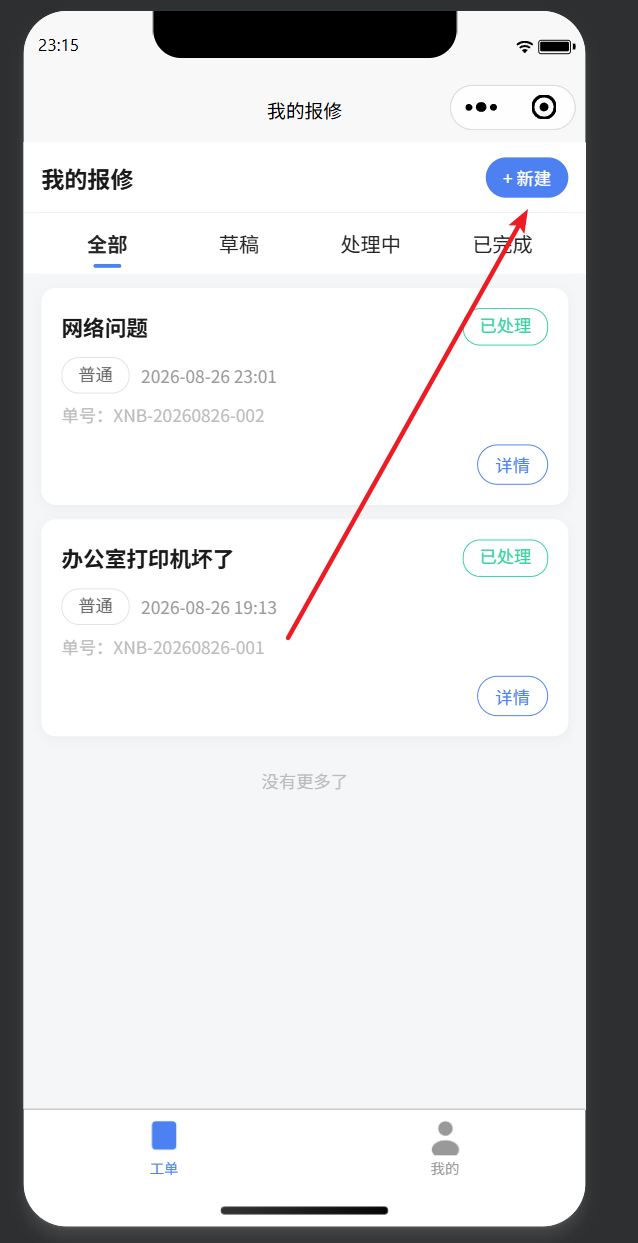 23:15
我的报修
我的报修
+ 新建
全部 草稿 处理中 已完成
网络问题 已处理
普通 2026-08-26 23:01
单号：XNB-20260826-002
详情
办公室打印机坏了 已处理
普通 2026-08-26 19:13
单号：XNB-20260826-001
详情
没有更多了
工单 我的